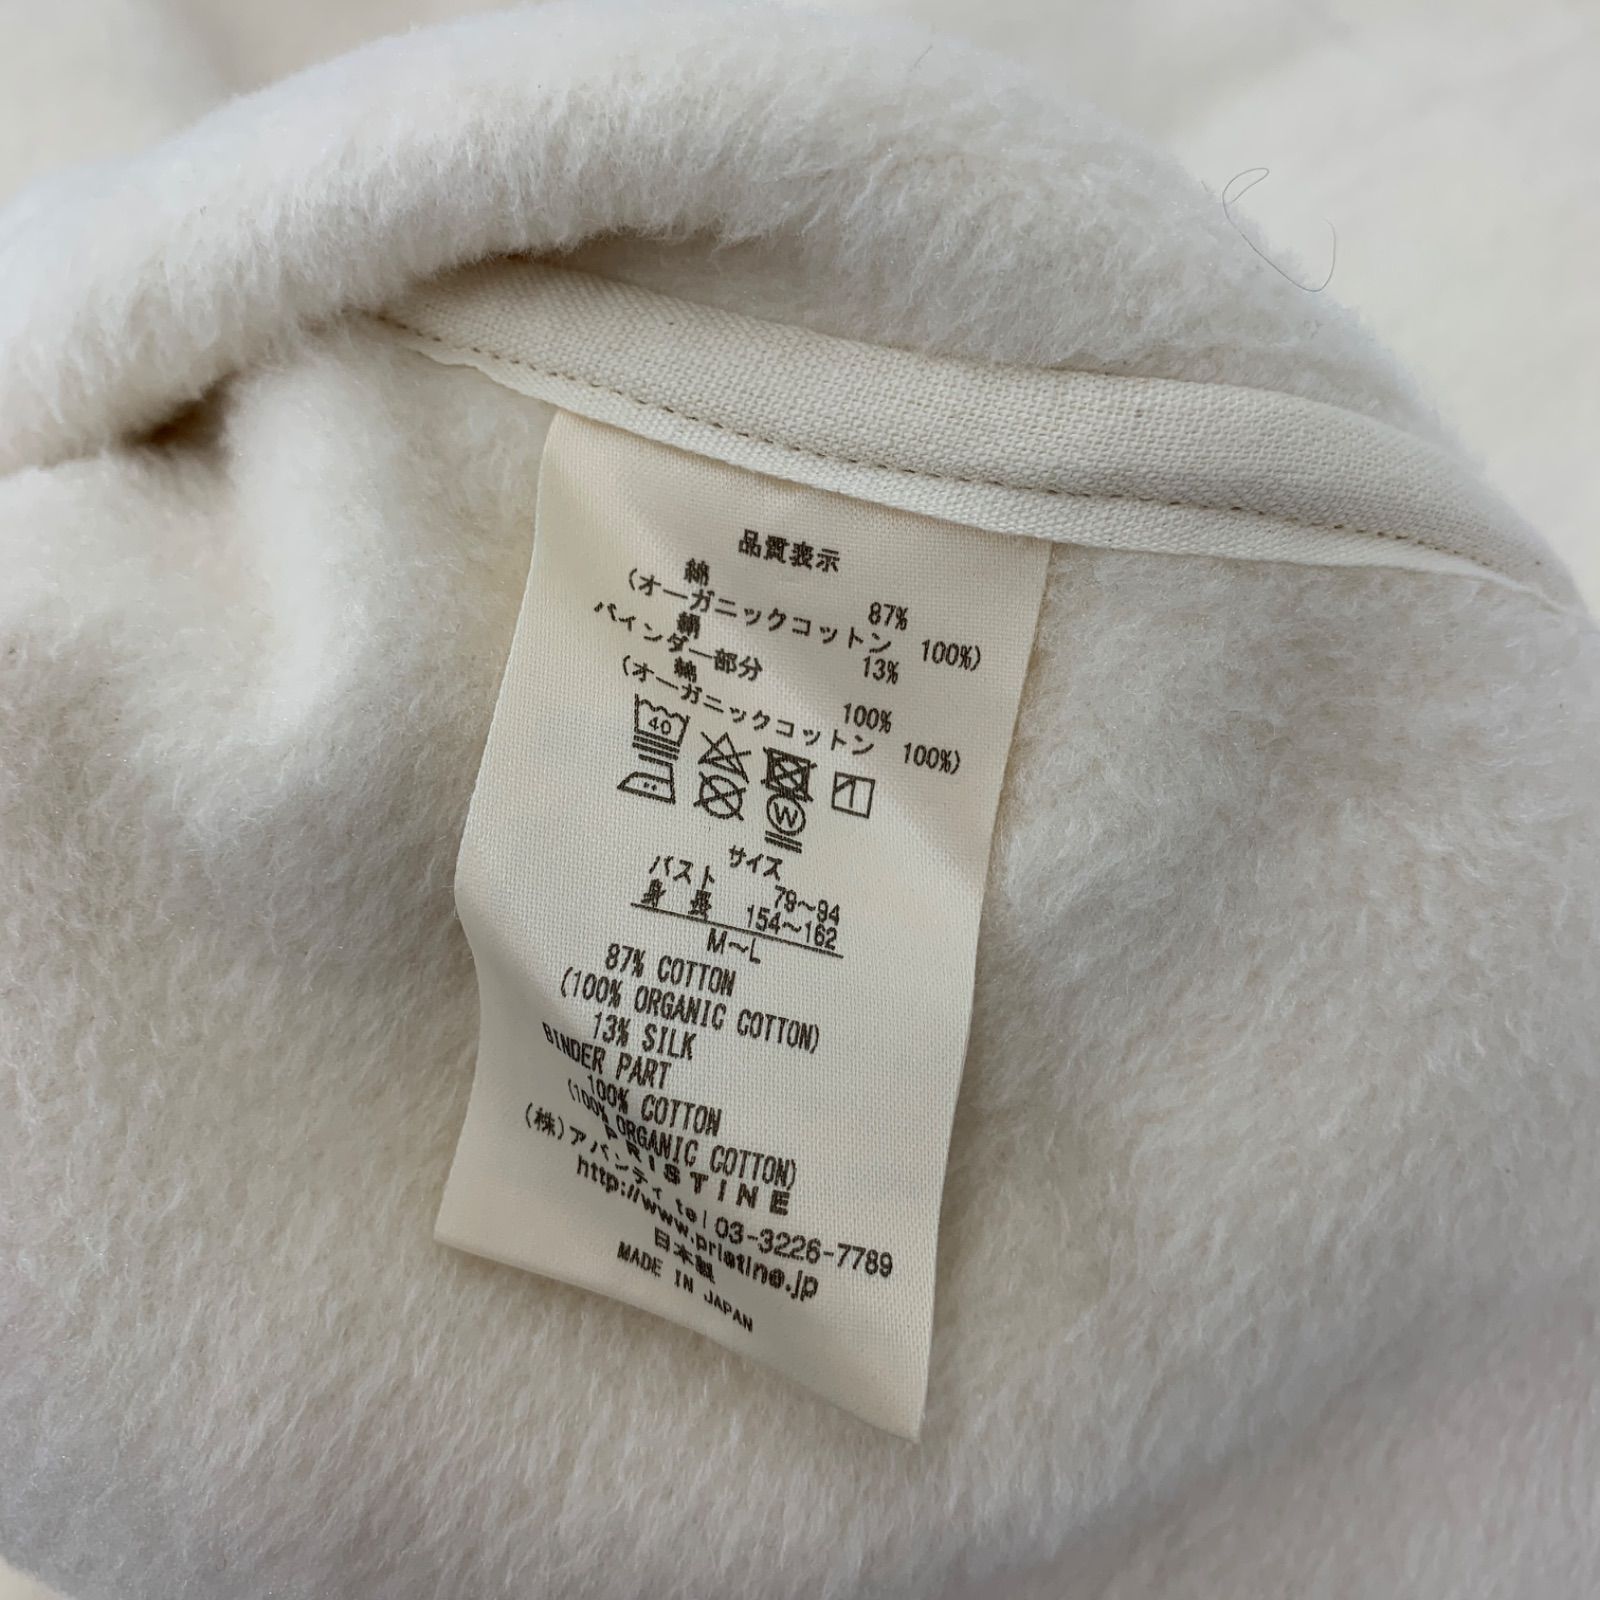 品質表示
綿 87%
(オーガニックコットン 100%)
絹 13%
バインダー部分
綿 100%
(オーガニックコットン 100%)
40
W
サイズ
バスト 79～94
身長 154～162
M～L
87% COTTON
(100% ORGANIC COTTON)
13% SILK
BINDER PART
100% COTTON
(100% ORGANIC COTTON)
PRISTINE
(株)アバンティ tel 03-3226-7789
http://www.pristine.jp
日本製
MADE IN JAPAN